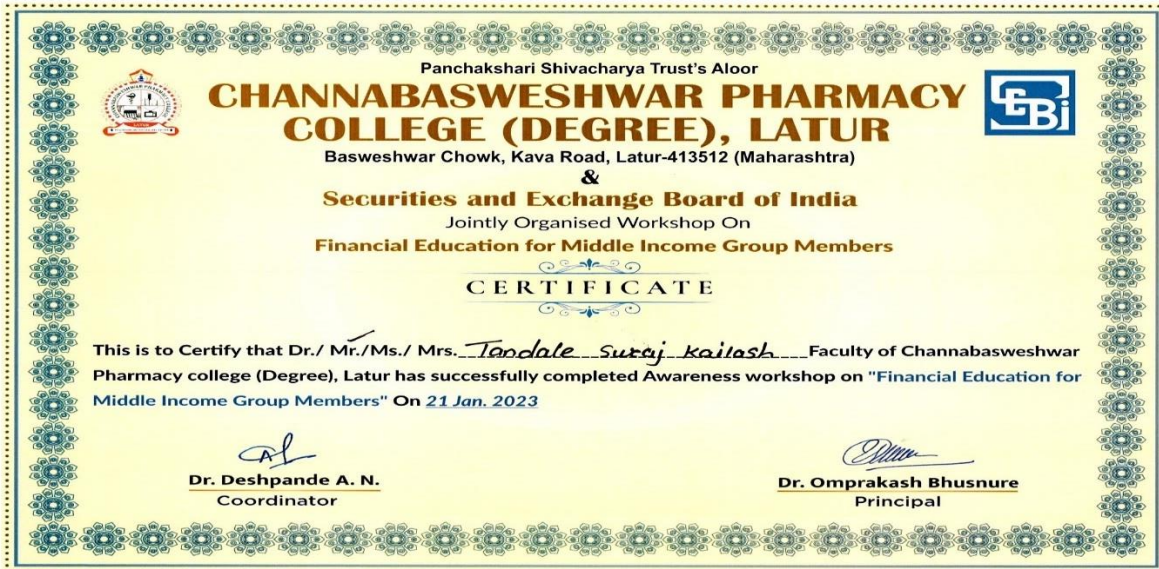 Panchakshari Shivacharya Trust's Aloor
CHANNABASWESHWAR PHARMACY
COLLEGE (DEGREE), LATUR
SEBI
Basweshwar Chowk, Kava Road, Latur-413512 (Maharashtra)
&
Securities and Exchange Board of India
Jointly Organised Workshop On
Financial Education for Middle Income Group Members
CERTIFICATE
This is to Certify that Dr./ Mr./Ms./ Mrs. Tandale Suraj Kailash Faculty of Channabasweshwar
Pharmacy college (Degree), Latur has successfully completed Awareness workshop on "Financial Education for
Middle Income Group Members" On 21 Jan. 2023
Dr. Deshpande A. N.
Coordinator
Dr. Omprakash Bhusnure
Principal